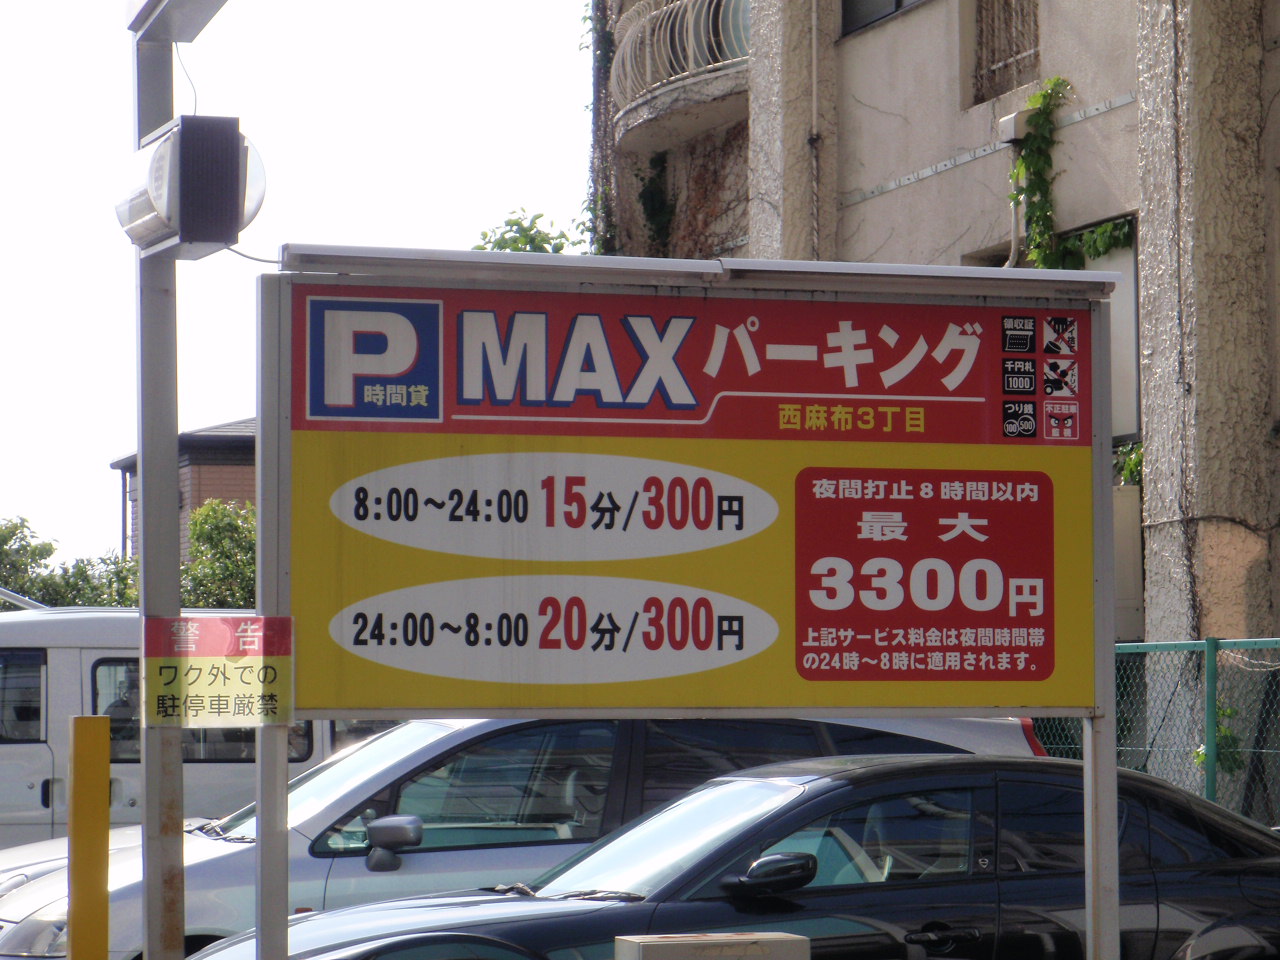 P
時間貸
MAXパーキング
西麻布3丁目
領収証
千円札
1000
つり銭
100 500
不正駐車
監視
8:00〜24:00 15分/300円
24:00〜8:00 20分/300円
夜間打止8時間以内
最大
3300円
上記サービス料金は夜間時間帯
の24時〜8時に適用されます。
警告
ワク外での
駐停車厳禁